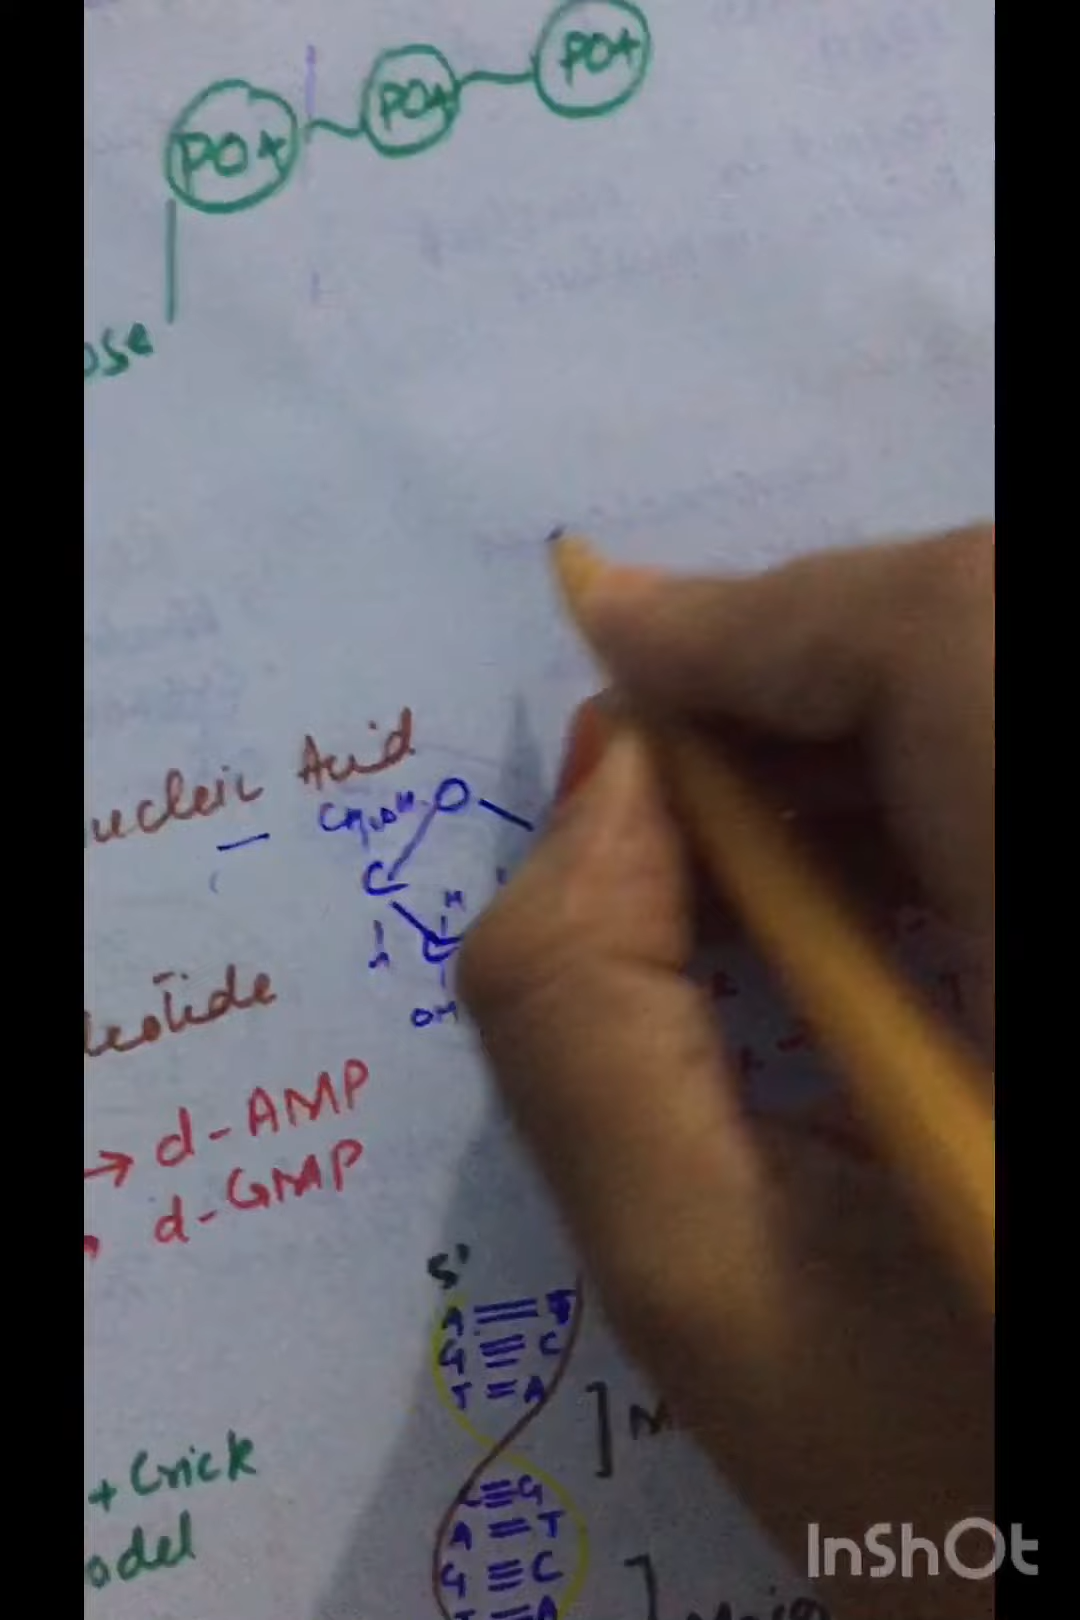 PO4 PO4 PO4
ose
ucleic Acid
CH2OH O
C
H
H C
OH
leotide
→ d-AMP
d-GMP
5'
A = T
G ≡ C
T = A
+ Crick
odel
C ≡ G
A = T
G ≡ C
T = A
InShOt